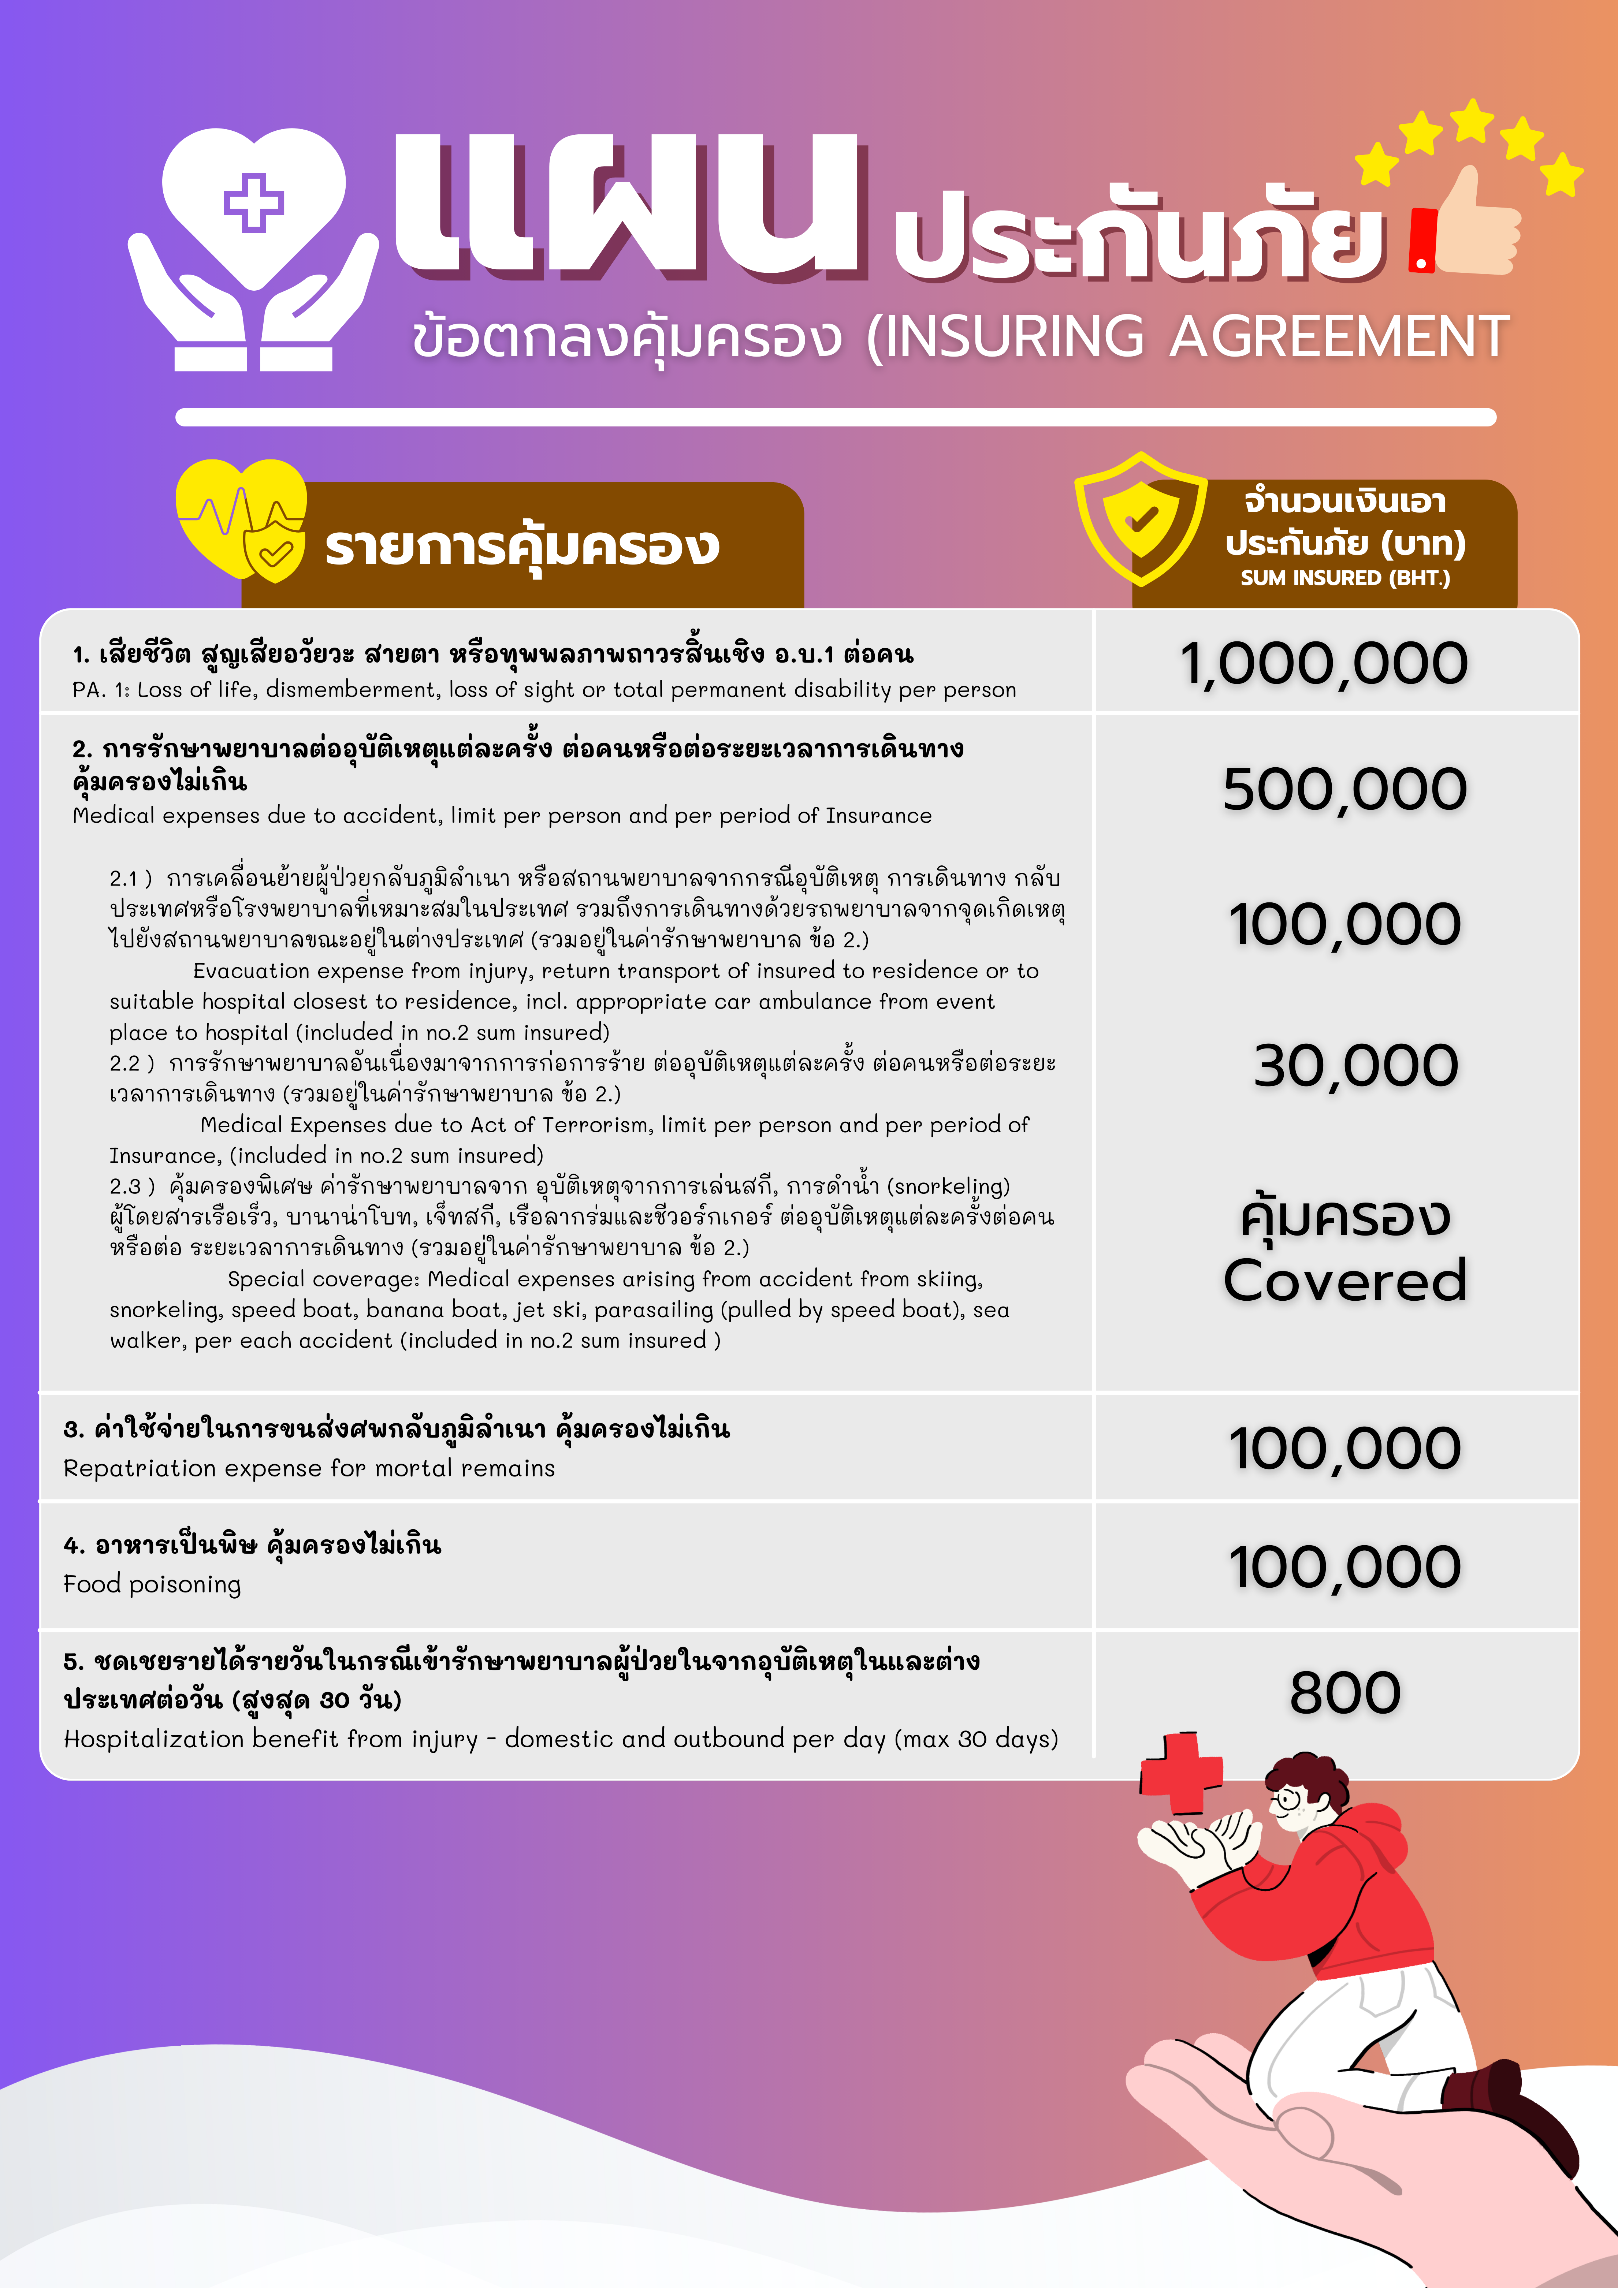 แผนประกันภัย
ข้อตกลงคุ้มครอง (INSURING AGREEMENT
รายการคุ้มครอง
จำนวนเงินเอา
ประกันภัย (บาท)
SUM INSURED (BHT.)
1. เสียชีวิต สูญเสียอวัยวะ สายตา หรือทุพพลภาพถาวรสิ้นเชิง อ.บ.1 ต่อคน
PA. 1: Loss of life, dismemberment, loss of sight or total permanent disability per person
1,000,000
2. การรักษาพยาบาลต่ออุบัติเหตุแต่ละครั้ง ต่อคนหรือต่อระยะเวลาการเดินทาง
คุ้มครองไม่เกิน
Medical expenses due to accident, limit per person and per period of Insurance
500,000
2.1 ) การเคลื่อนย้ายผู้ป่วยกลับภูมิลำเนา หรือสถานพยาบาลจากกรณีอุบัติเหตุ การเดินทาง กลับ
ประเทศหรือโรงพยาบาลที่เหมาะสมในประเทศ รวมถึงการเดินทางด้วยรถพยาบาลจากจุดเกิดเหตุ
ไปยังสถานพยาบาลขณะอยู่ในต่างประเทศ (รวมอยู่ในค่ารักษาพยาบาล ข้อ 2.)
Evacuation expense from injury, return transport of insured to residence or to
suitable hospital closest to residence, incl. appropriate car ambulance from event
place to hospital (included in no.2 sum insured)
100,000
2.2 ) การรักษาพยาบาลอันเนื่องมาจากการก่อการร้าย ต่ออุบัติเหตุแต่ละครั้ง ต่อคนหรือต่อระยะ
เวลาการเดินทาง (รวมอยู่ในค่ารักษาพยาบาล ข้อ 2.)
Medical Expenses due to Act of Terrorism, limit per person and per period of
Insurance, (included in no.2 sum insured)
30,000
2.3 ) คุ้มครองพิเศษ ค่ารักษาพยาบาลจาก อุบัติเหตุจากการเล่นสกี, การดำน้ำ (snorkeling)
ผู้โดยสารเรือเร็ว, บานาน่าโบท, เจ็ทสกี, เรือลากร่มและซีวอร์กเกอร์ ต่ออุบัติเหตุแต่ละครั้งต่อคน
หรือต่อ ระยะเวลาการเดินทาง (รวมอยู่ในค่ารักษาพยาบาล ข้อ 2.)
Special coverage: Medical expenses arising from accident from skiing,
snorkeling, speed boat, banana boat, jet ski, parasailing (pulled by speed boat), sea
walker, per each accident (included in no.2 sum insured )
คุ้มครอง
Covered
3. ค่าใช้จ่ายในการขนส่งศพกลับภูมิลำเนา คุ้มครองไม่เกิน
Repatriation expense for mortal remains
100,000
4. อาหารเป็นพิษ คุ้มครองไม่เกิน
Food poisoning
100,000
5. ชดเชยรายได้รายวันในกรณีเข้ารักษาพยาบาลผู้ป่วยในจากอุบัติเหตุในและต่าง
ประเทศต่อวัน (สูงสุด 30 วัน)
Hospitalization benefit from injury - domestic and outbound per day (max 30 days)
800